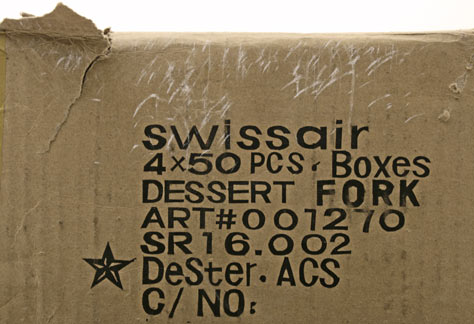 swissair
4×50 PCS. Boxes
DESSERT FORK
ART#001270
SR16.002
DeSter. ACS
C/NO: